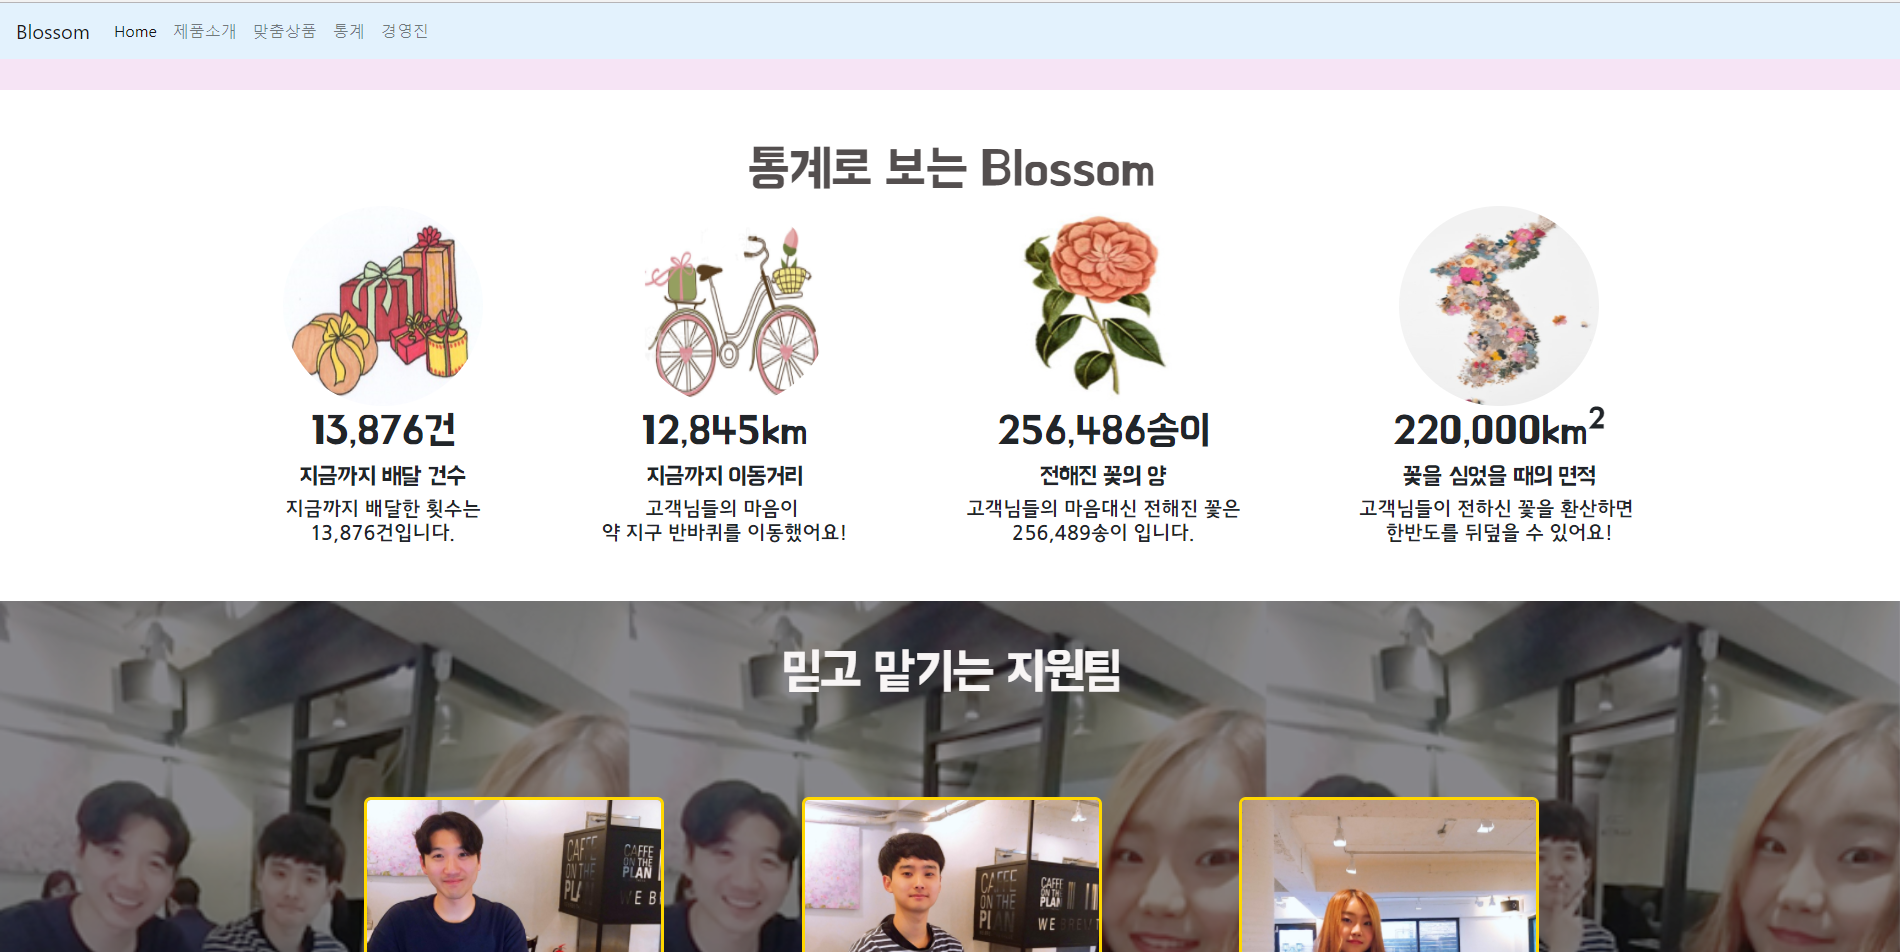 Blossom Home 제품소개 맞춤상품 통계 경영진
통계로 보는 Blossom
13,876건
지금까지 배달 건수
지금까지 배달한 횟수는
13,876건입니다.
12,845km
지금까지 이동거리
고객님들의 마음이
약 지구 반바퀴를 이동했어요!
256,486송이
전해진 꽃의 양
고객님들의 마음대신 전해진 꽃은
256,489송이 입니다.
220,000km²
꽃을 심었을 때의 면적
고객님들이 전하신 꽃을 환산하면
한반도를 뒤덮을 수 있어요!
믿고 맡기는 지원팀
CAFFE
ON THE
PLAN
CAFFE
ON THE
PLAN
WE B
CAFFE
ON THE
PLAN
CAFFE
ON THE
PLAN
WE BREW